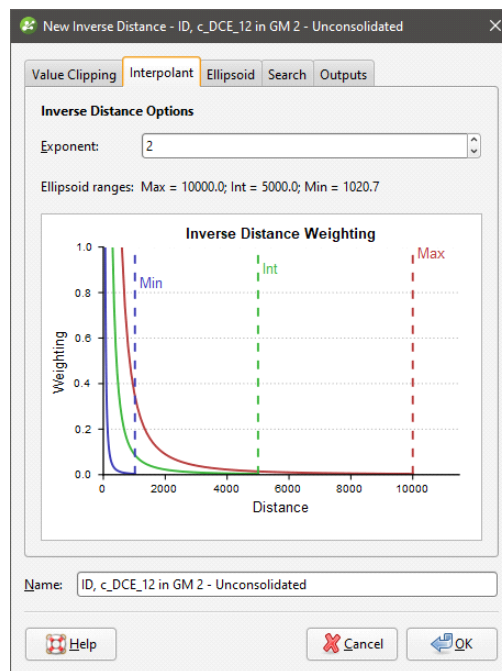 New Inverse Distance - ID, c_DCE_12 in GM 2 - Unconsolidated
Value Clipping Interpolant Ellipsoid Search Outputs
Inverse Distance Options
Exponent: 2
Ellipsoid ranges: Max = 10000.0; Int = 5000.0; Min = 1020.7
Inverse Distance Weighting
1.0
Max
Int
Min
0.8
0.6
Weighting
0.4
0.2
0.0
0 2000 4000 6000 8000 10000
Distance
Name: ID, c_DCE_12 in GM 2 - Unconsolidated
Help Cancel OK